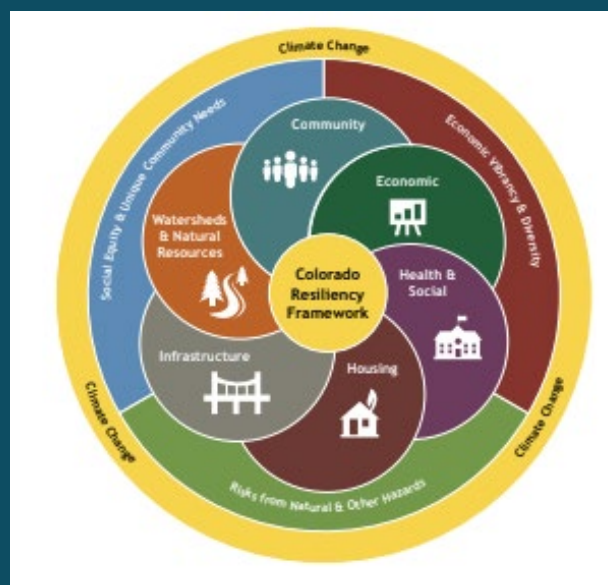 Climate Change
Social Equity & Unique Community Needs
Economic Vibrancy & Diversity
Community
Economic
Watersheds
& Natural
Resources
Colorado
Resiliency
Framework
Health &
Social
Infrastructure
Housing
Climate Change
Climate Change
Risks from Natural & Other Hazards